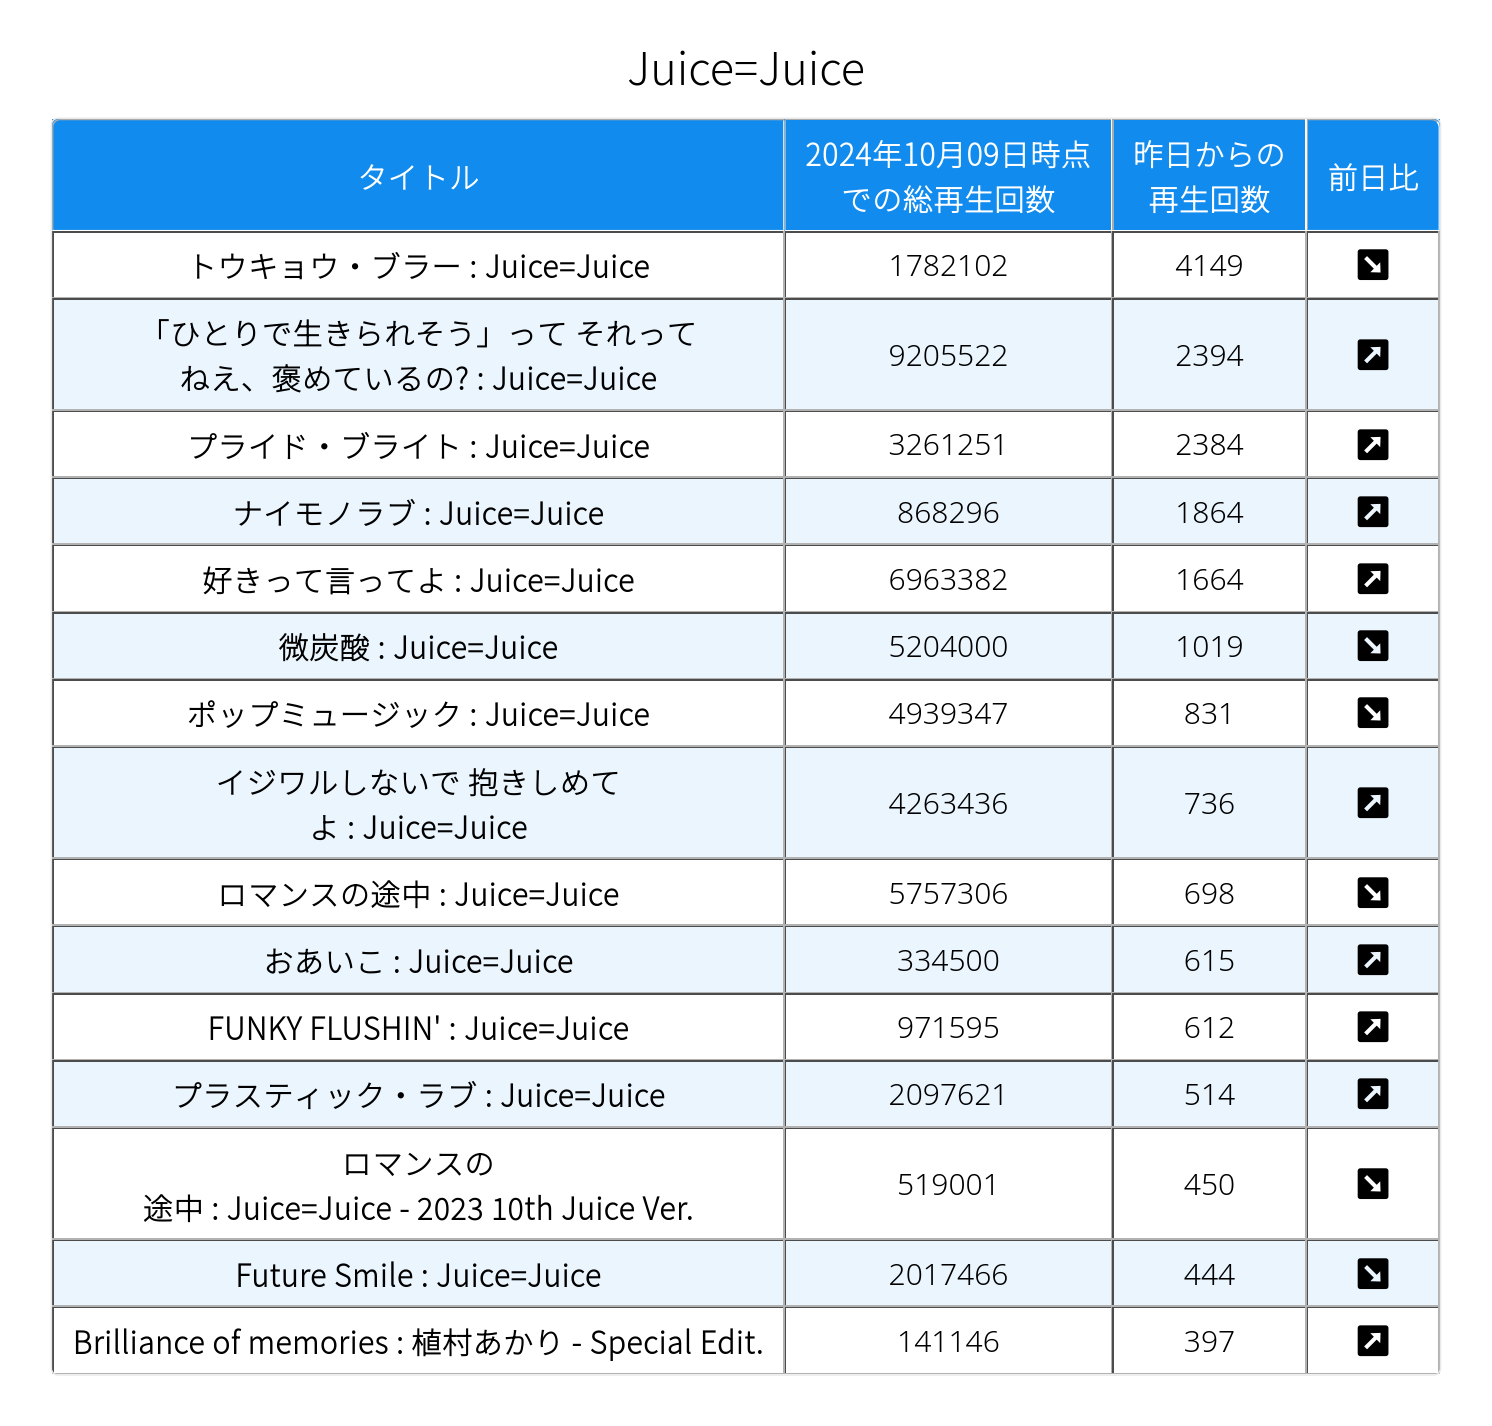 Juice=Juice
タイトル
2024年10月09日時点
での総再生回数
昨日からの
再生回数
前日比
トウキョウ・ブラー : Juice=Juice
1782102
4149
「ひとりで生きられそう」って それって
ねえ、褒めているの? : Juice=Juice
9205522
2394
プライド・ブライト : Juice=Juice
3261251
2384
ナイモノラブ : Juice=Juice
868296
1864
好きって言ってよ : Juice=Juice
6963382
1664
微炭酸 : Juice=Juice
5204000
1019
ポップミュージック : Juice=Juice
4939347
831
イジワルしないで 抱きしめて
よ : Juice=Juice
4263436
736
ロマンスの途中 : Juice=Juice
5757306
698
おあいこ : Juice=Juice
334500
615
FUNKY FLUSHIN' : Juice=Juice
971595
612
プラスティック・ラブ : Juice=Juice
2097621
514
ロマンスの
途中 : Juice=Juice - 2023 10th Juice Ver.
519001
450
Future Smile : Juice=Juice
2017466
444
Brilliance of memories : 植村あかり - Special Edit.
141146
397